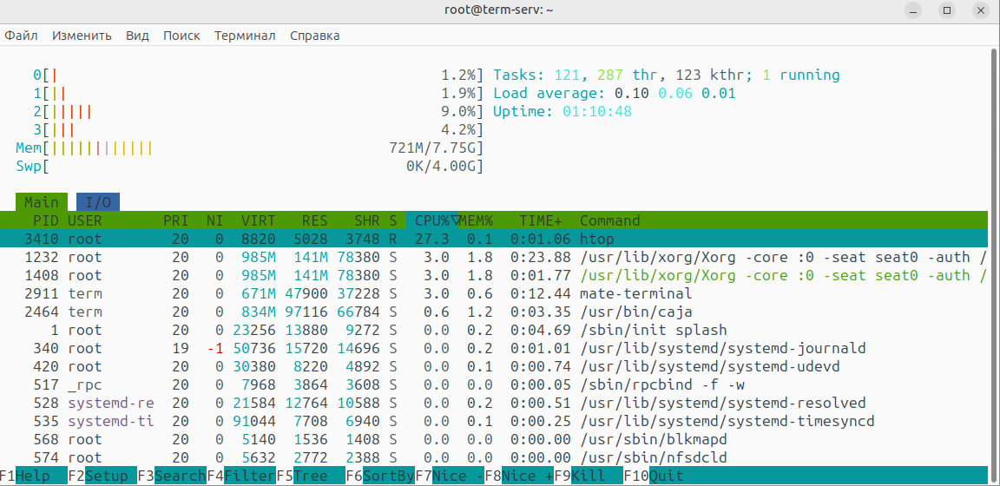 root@term-serv: ~
Файл Изменить Вид Поиск Терминал Справка
0[| 1.2%] Tasks: 121, 287 thr, 123 kthr; 1 running
1[|| 1.9%] Load average: 0.10 0.06 0.01
2[||||| 9.0%] Uptime: 01:10:48
3[||| 4.2%]
Mem[|||||||||||| 721M/7.75G]
Swp[ 0K/4.00G]
Main I/O
PID USER PRI NI VIRT RES SHR S CPU%▽MEM% TIME+ Command
3410 root 20 0 8820 5028 3748 R 27.3 0.1 0:01.06 htop
1232 root 20 0 985M 141M 78380 S 3.0 1.8 0:23.88 /usr/lib/xorg/Xorg -core :0 -seat seat0 -auth /
1408 root 20 0 985M 141M 78380 S 3.0 1.8 0:01.77 /usr/lib/xorg/Xorg -core :0 -seat seat0 -auth /
2911 term 20 0 671M 47900 37228 S 3.0 0.6 0:12.44 mate-terminal
2464 term 20 0 834M 97116 66784 S 0.6 1.2 0:03.35 /usr/bin/caja
1 root 20 0 23256 13880 9272 S 0.0 0.2 0:04.69 /sbin/init splash
340 root 19 -1 50736 15720 14696 S 0.0 0.2 0:01.01 /usr/lib/systemd/systemd-journald
420 root 20 0 30380 8220 4892 S 0.0 0.1 0:00.74 /usr/lib/systemd/systemd-udevd
517 _rpc 20 0 7968 3864 3608 S 0.0 0.0 0:00.05 /sbin/rpcbind -f -w
528 systemd-re 20 0 21584 12764 10588 S 0.0 0.2 0:00.51 /usr/lib/systemd/systemd-resolved
535 systemd-ti 20 0 91044 7708 6940 S 0.0 0.1 0:00.25 /usr/lib/systemd/systemd-timesyncd
568 root 20 0 5140 1536 1408 S 0.0 0.0 0:00.00 /usr/sbin/blkmapd
574 root 20 0 5632 2772 2388 S 0.0 0.0 0:00.00 /usr/sbin/nfsdcld
F1Help F2Setup F3SearchF4FilterF5Tree F6SortByF7Nice -F8Nice +F9Kill F10Quit